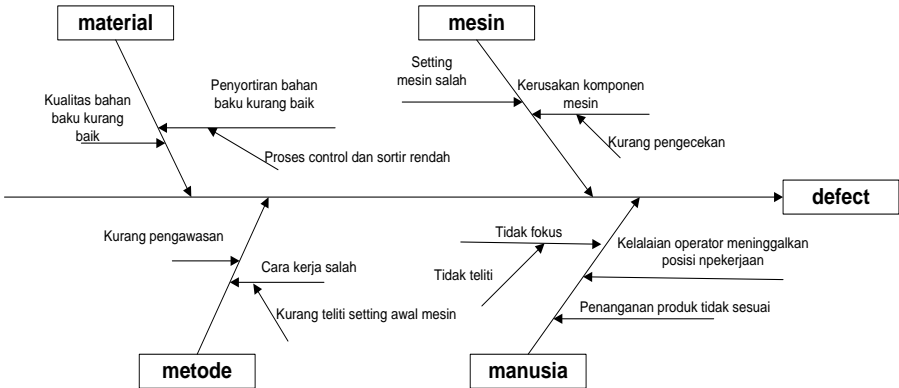 material
mesin
Setting
mesin salah
Penyortiran bahan
baku kurang baik
Kerusakan komponen
mesin
Kualitas bahan
baku kurang
baik
Proses control dan sortir rendah
Kurang pengecekan
defect
Kurang pengawasan
Tidak fokus
Kelalaian operator meninggalkan
posisi npekerjaan
Cara kerja salah
Tidak teliti
Kurang teliti setting awal mesin
Penanganan produk tidak sesuai
metode
manusia